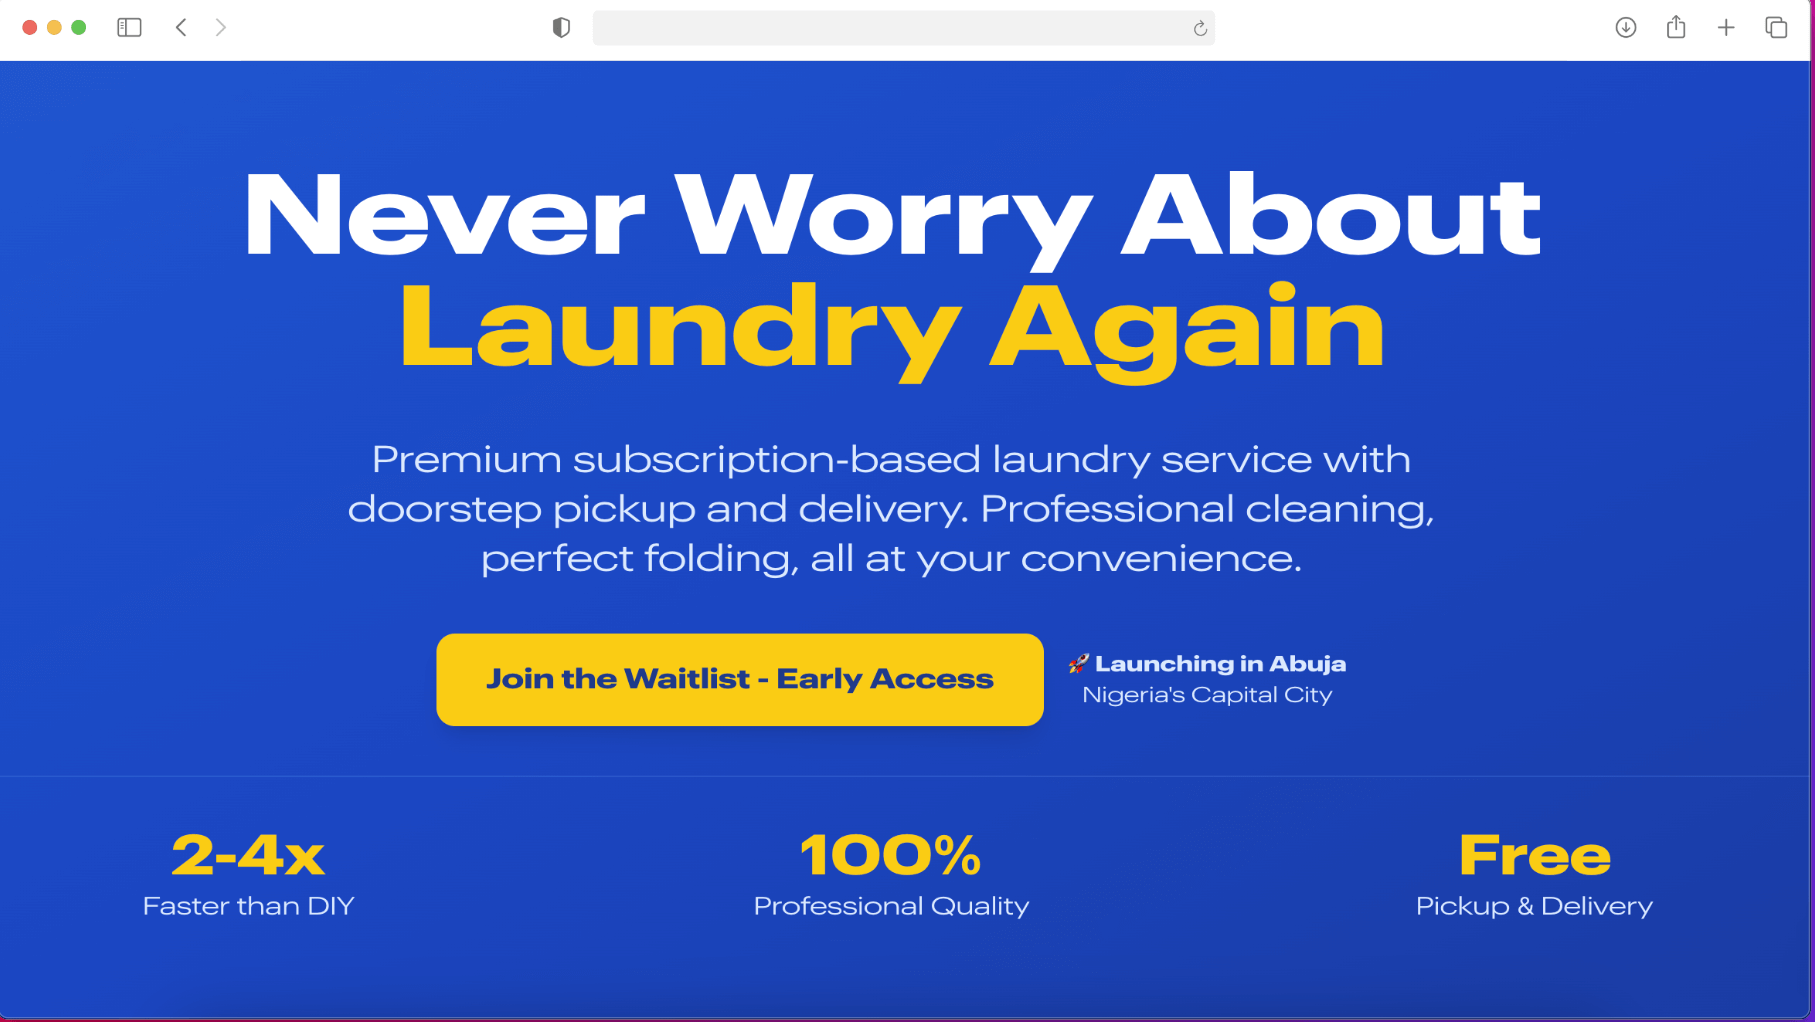 Never Worry About
Laundry Again
Premium subscription-based laundry service with
doorstep pickup and delivery. Professional cleaning,
perfect folding, all at your convenience.
Join the Waitlist - Early Access
🚀 Launching in Abuja
Nigeria's Capital City
2-4x
Faster than DIY
100%
Professional Quality
Free
Pickup & Delivery